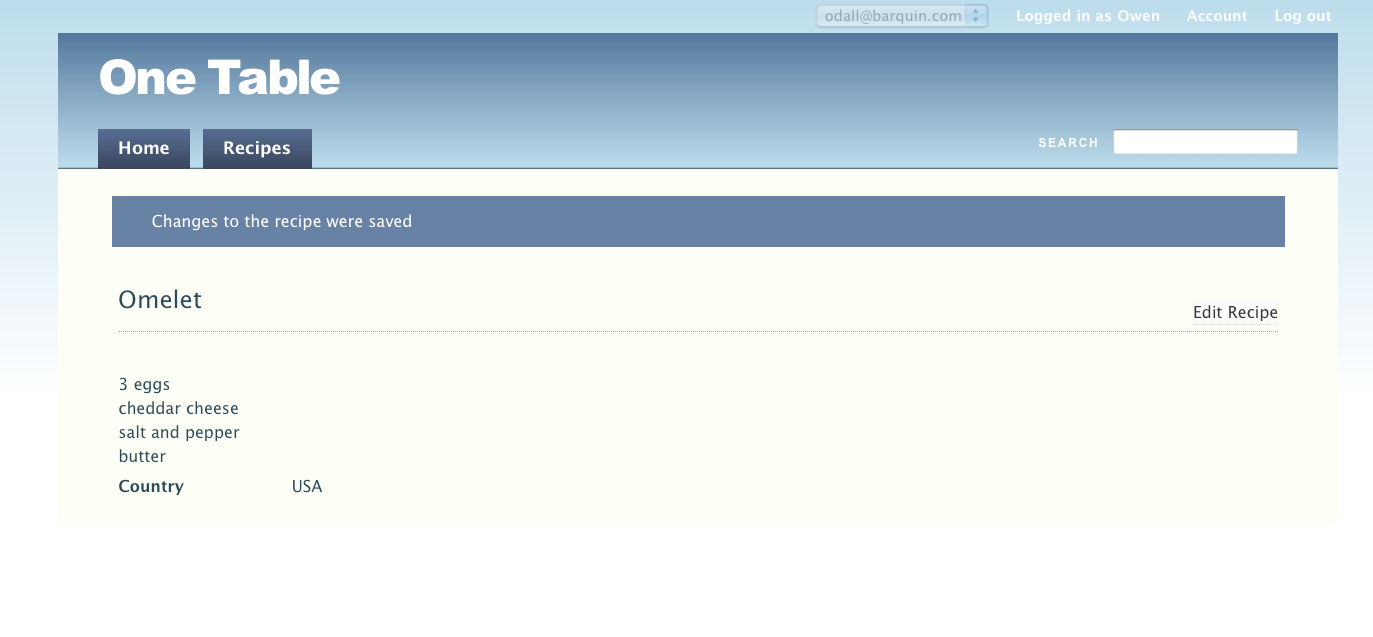 odall@barquin.com Logged in as Owen Account Log out
One Table
Home Recipes SEARCH
Changes to the recipe were saved
Omelet
Edit Recipe
3 eggs
cheddar cheese
salt and pepper
butter
Country USA